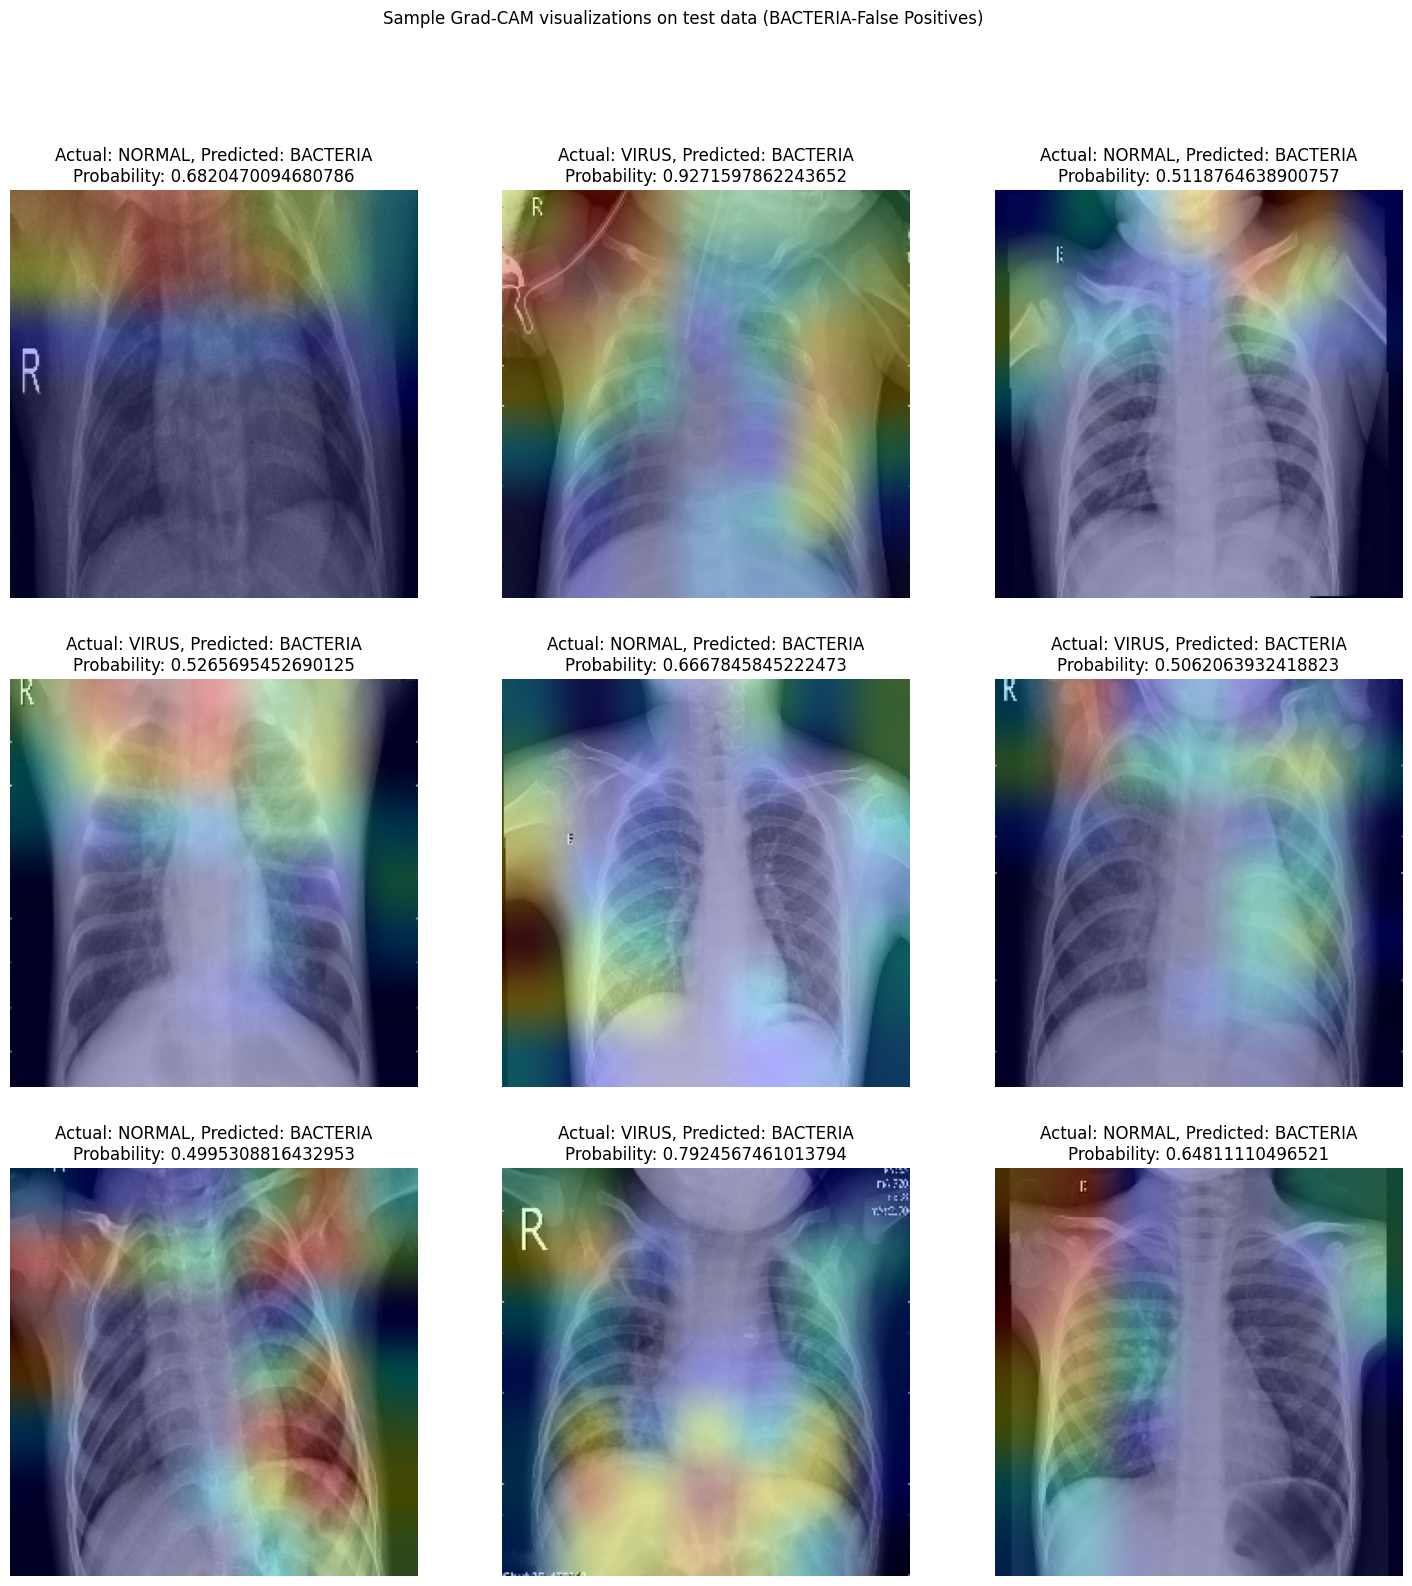 Sample Grad-CAM visualizations on test data (BACTERIA-False Positives)
Actual: NORMAL, Predicted: BACTERIA
Probability: 0.6820470094680786
Actual: VIRUS, Predicted: BACTERIA
Probability: 0.9271597862243652
Actual: NORMAL, Predicted: BACTERIA
Probability: 0.5118764638900757
R
R
Actual: VIRUS, Predicted: BACTERIA
Probability: 0.5265695452690125
Actual: NORMAL, Predicted: BACTERIA
Probability: 0.6667845845222473
Actual: VIRUS, Predicted: BACTERIA
Probability: 0.5062063932418823
R
R
Actual: NORMAL, Predicted: BACTERIA
Probability: 0.4995308816432953
Actual: VIRUS, Predicted: BACTERIA
Probability: 0.7924567461013794
Actual: NORMAL, Predicted: BACTERIA
Probability: 0.64811110496521
R